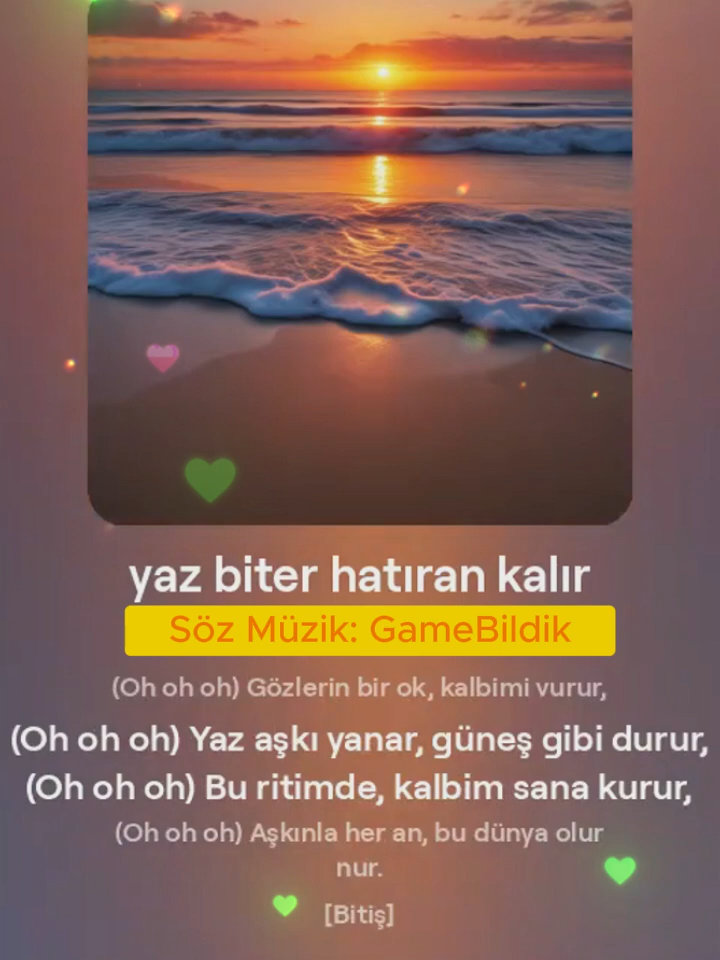 yaz biter hatıran kalır
Söz Müzik: GameBildik
(Oh oh oh) Gözlerin bir ok, kalbimi vurur,
(Oh oh oh) Yaz aşkı yanar, güneş gibi durur,
(Oh oh oh) Bu ritimde, kalbim sana kurur,
(Oh oh oh) Aşkınla her an, bu dünya olur
nur.
[Bitiş]